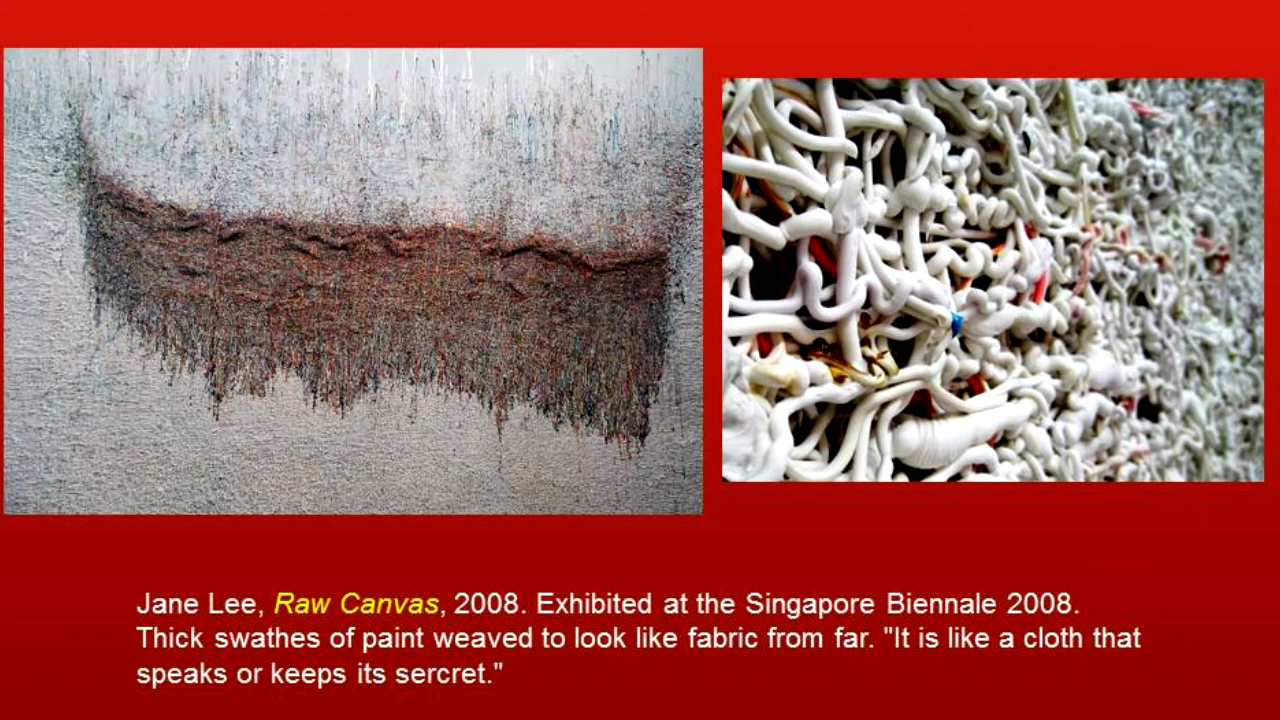 Jane Lee, Raw Canvas, 2008. Exhibited at the Singapore Biennale 2008.
Thick swathes of paint weaved to look like fabric from far. "It is like a cloth that
speaks or keeps its sercret."